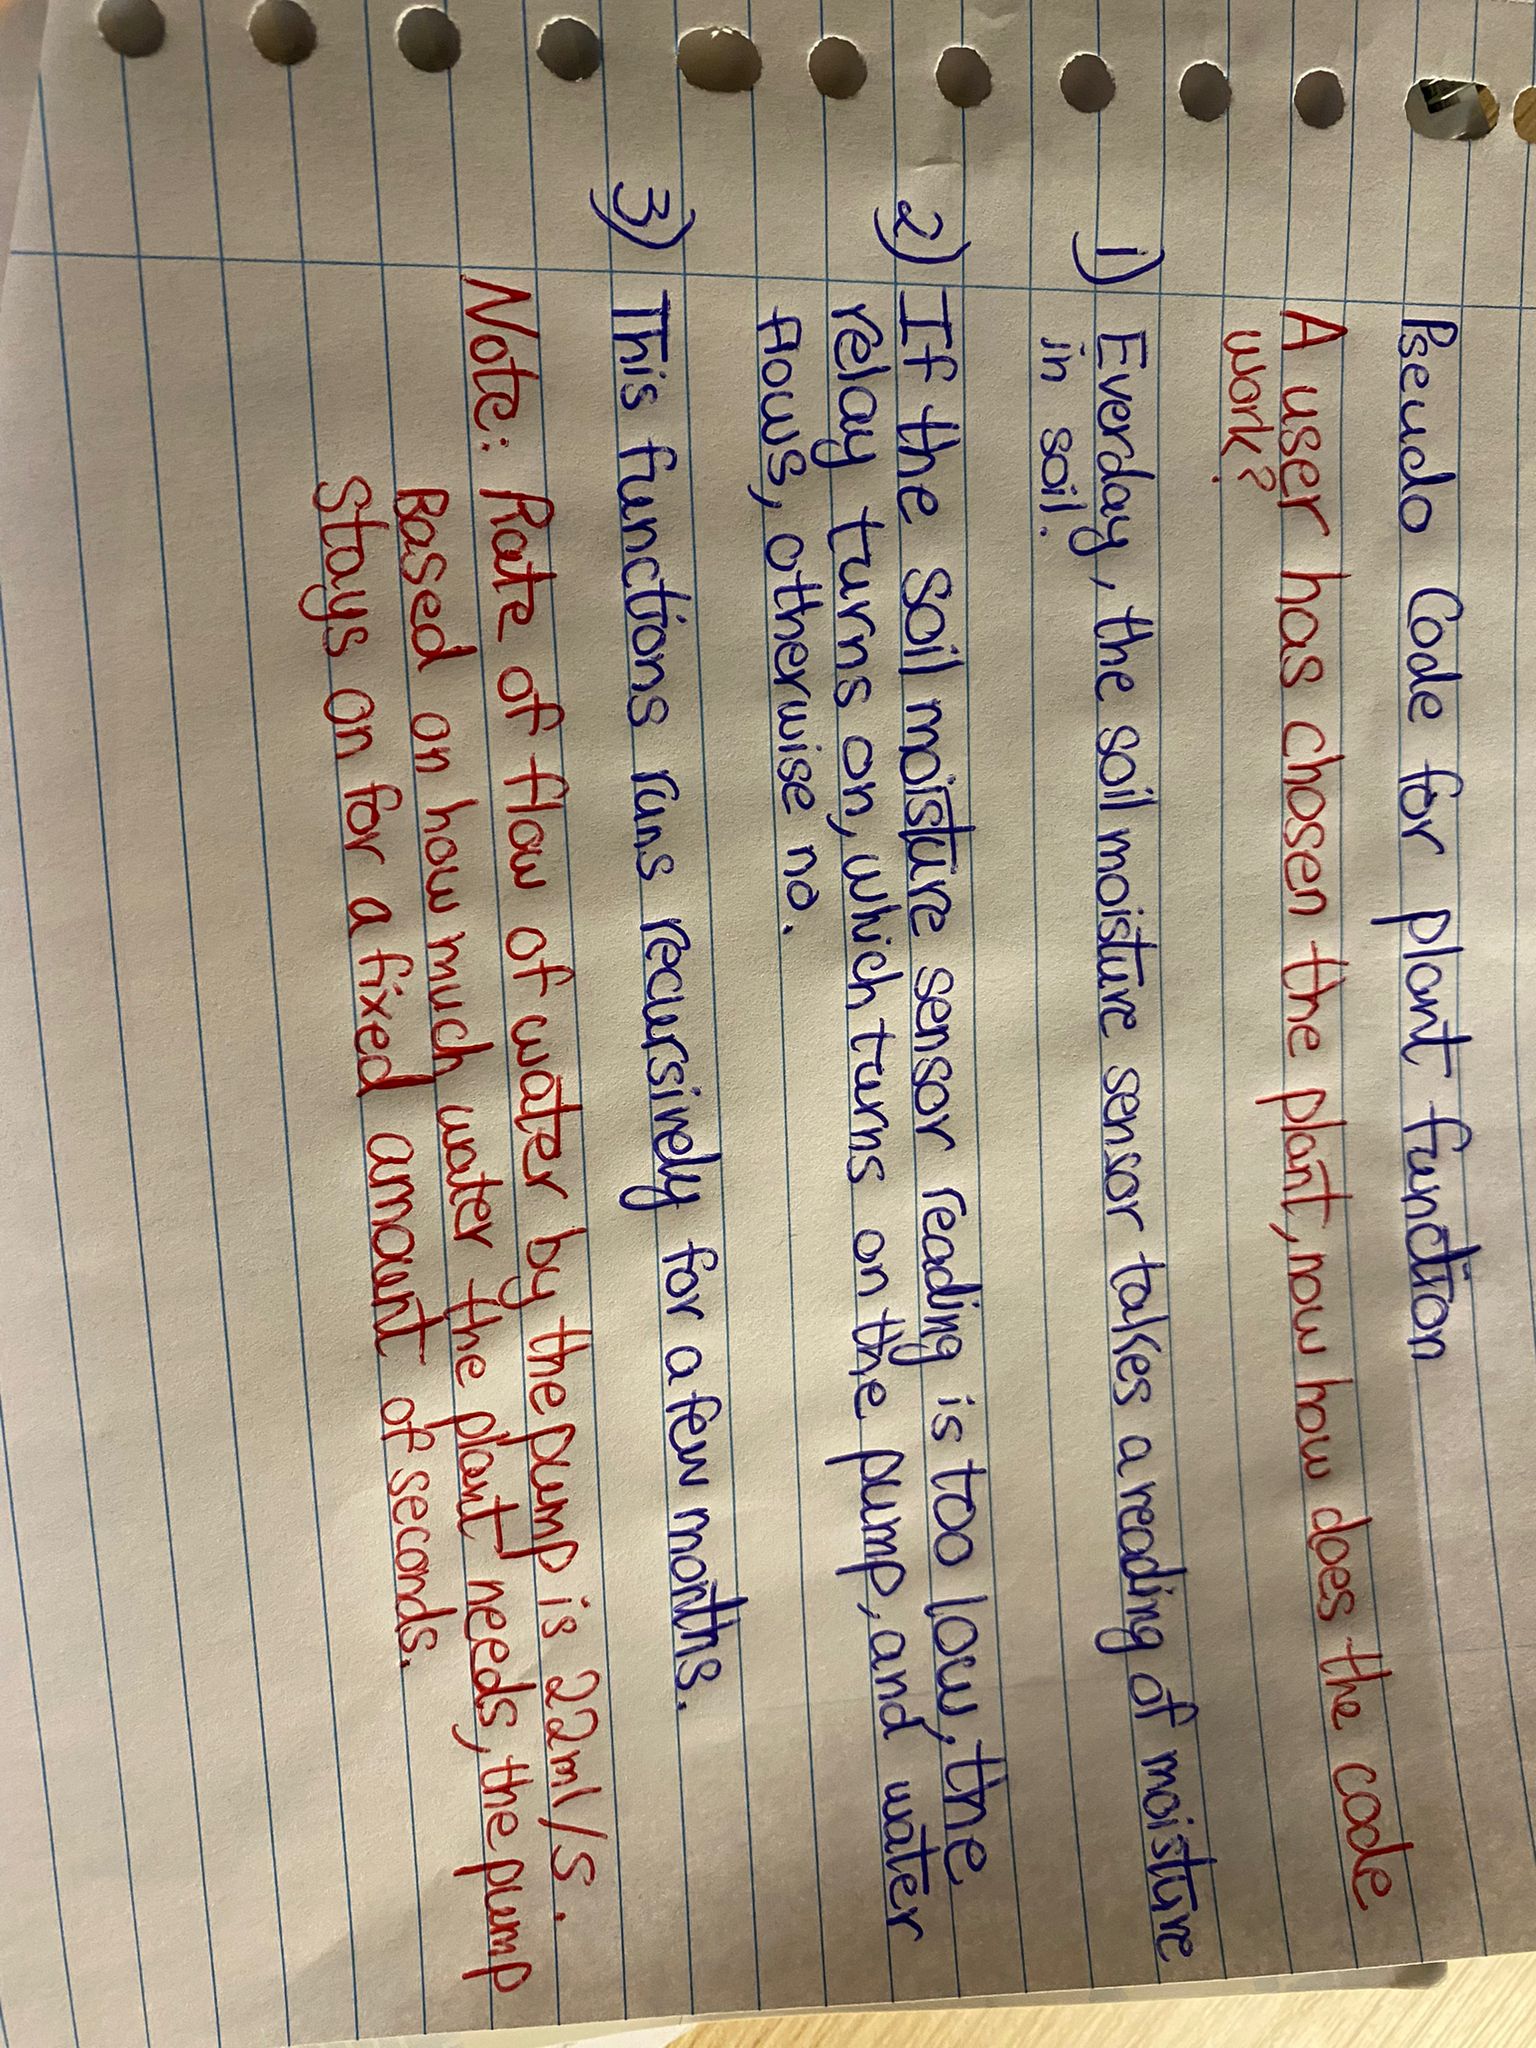 Pseudo Code for plant function
A user has chosen the plant, now how does the code
work?
1) Everday, the soil moisture sensor takes a reading of moisture
in soil.
2) If the soil moisture sensor reading is too low, the
relay turns on, which turns on the pump, and water
flows, otherwise no.
3) This functions runs recursively for a few months.
Note: Rate of flow of water by the pump is 22ml/s.
Based on how much water the plant needs, the pump
stays on for a fixed amount of seconds.